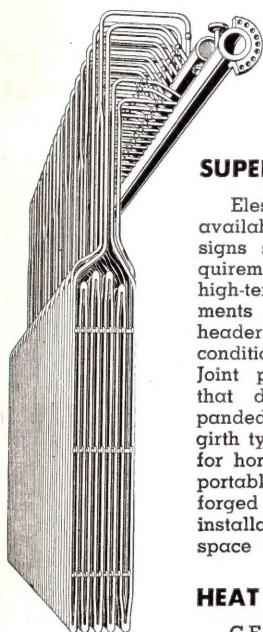 SUPER
Eles
availab
signs s
quirem
high-te
ments
header
conditio
Joint p
that d
panded
girth ty
for hor
portabl
forged
installa
space
HEAT
C-E